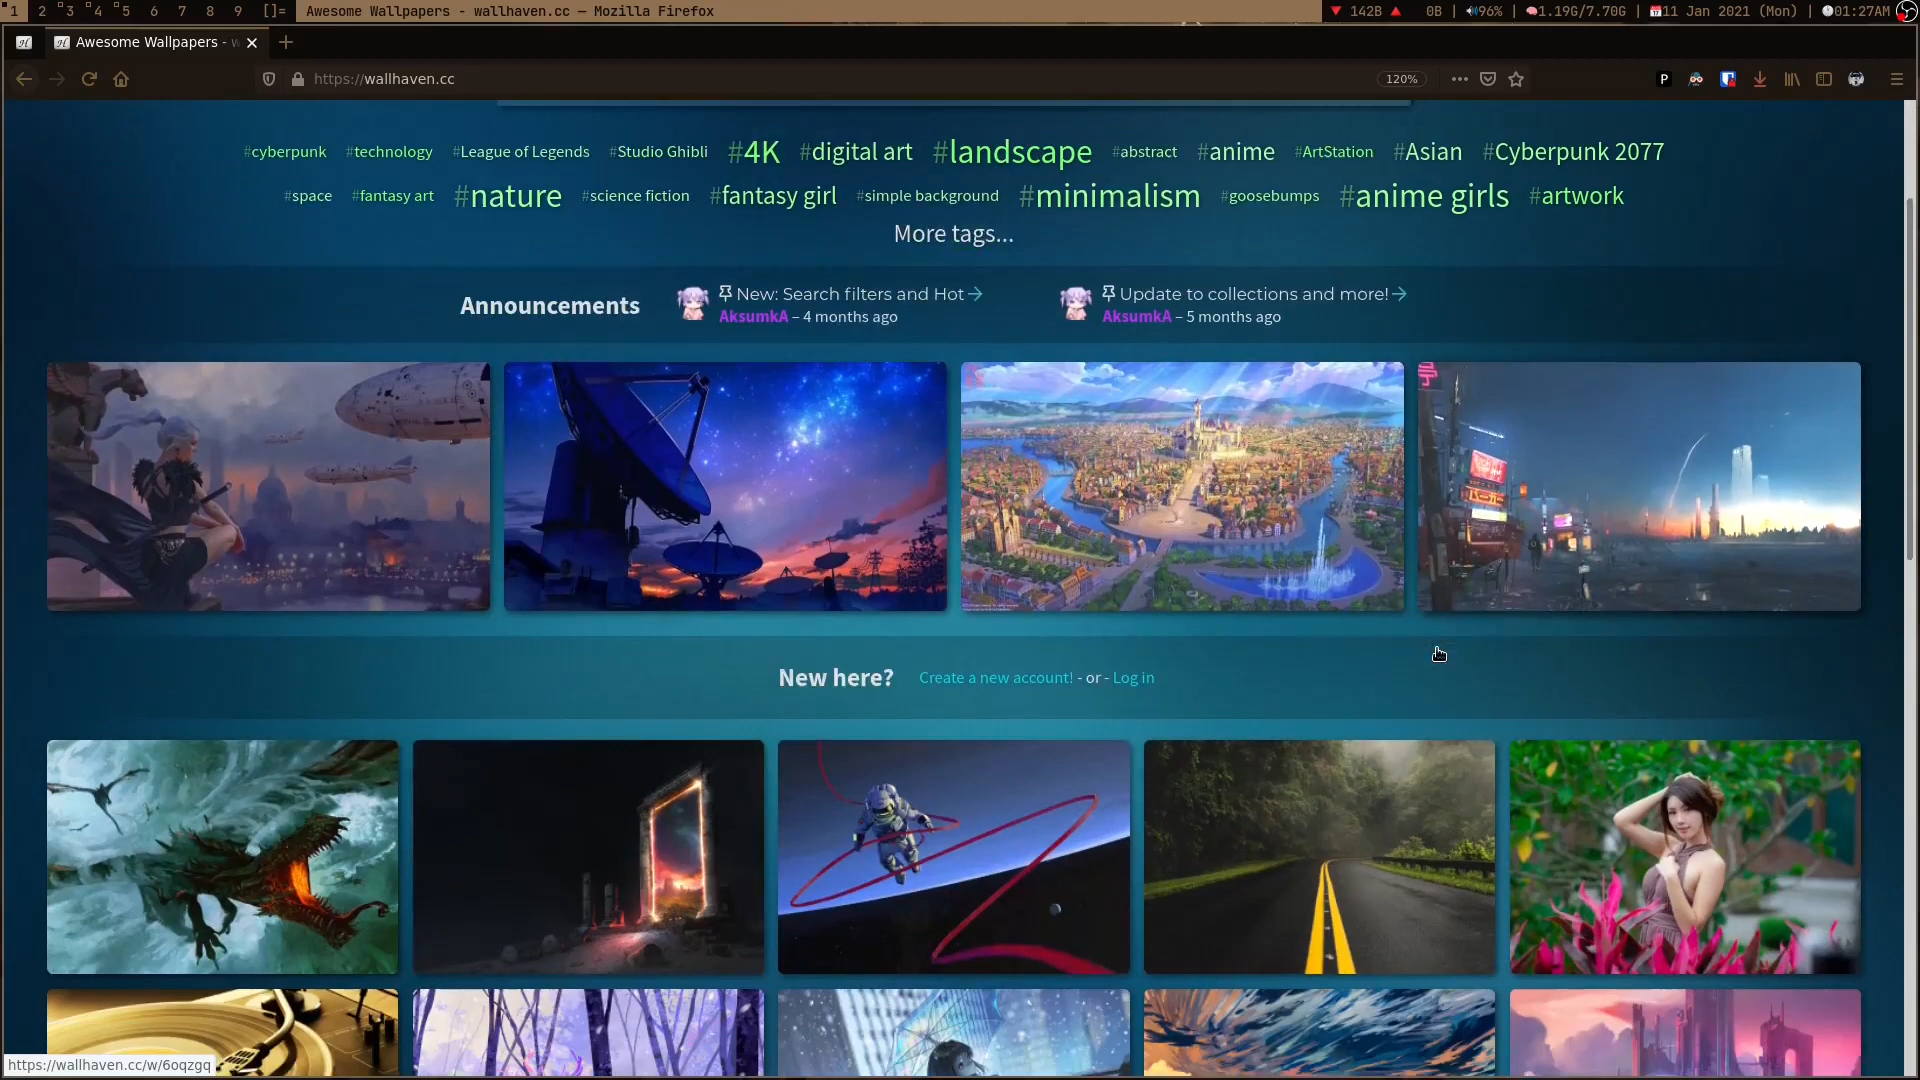 1 2 3 4 5 6 7 8 9 []= Awesome Wallpapers - wallhaven.cc — Mozilla Firefox 142B 0B | 96% | 1.19G/7.70G | 11 Jan 2021 (Mon) | 01:27AM
Awesome Wallpapers - w
https://wallhaven.cc 120% P
#cyberpunk #technology #League of Legends #Studio Ghibli #4K #digital art #landscape #abstract #anime #ArtStation #Asian #Cyberpunk 2077
#space #fantasy art #nature #science fiction #fantasy girl #simple background #minimalism #goosebumps #anime girls #artwork
More tags...
Announcements
New: Search filters and Hot
AksumkA – 4 months ago
Update to collections and more!
AksumkA – 5 months ago
New here? Create a new account! - or - Log in
https://wallhaven.cc/w/6oqzgq